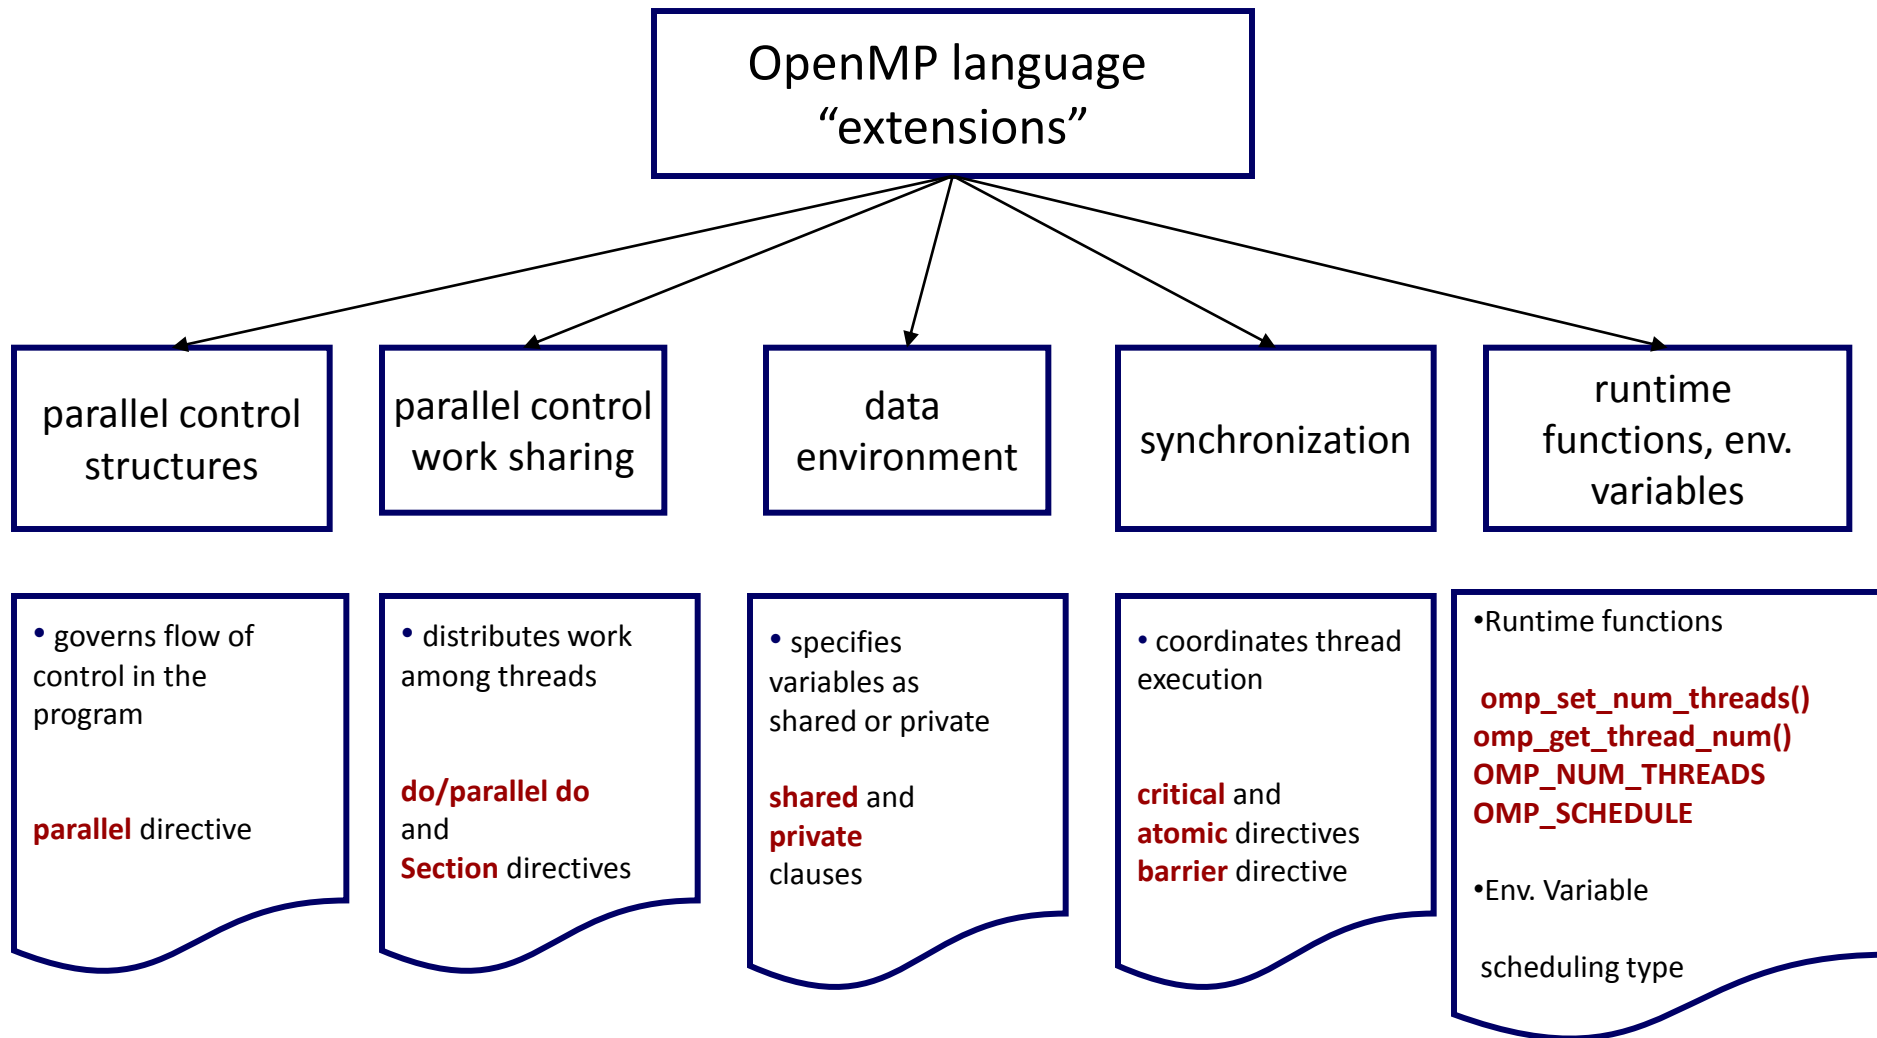 OpenMP language
“extensions”
parallel control
structures
parallel control
work sharing
data
environment
synchronization
runtime
functions, env.
variables
• governs flow of
control in the
program
parallel directive
• distributes work
among threads
do/parallel do
and
Section directives
• specifies
variables as
shared or private
shared and
private
clauses
• coordinates thread
execution
critical and
atomic directives
barrier directive
•Runtime functions
omp_set_num_threads()
omp_get_thread_num()
OMP_NUM_THREADS
OMP_SCHEDULE
•Env. Variable
scheduling type